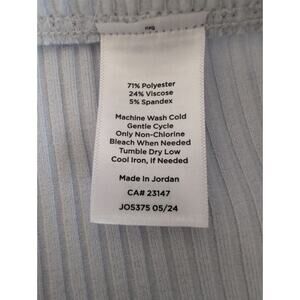 71% Polyester
24% Viscose
5% Spandex
Machine Wash Cold
Gentle Cycle
Only Non-Chlorine
Bleach When Needed
Tumble Dry Low
Cool Iron, If Needed
Made In Jordan
CA# 23147
JO5375 05/24